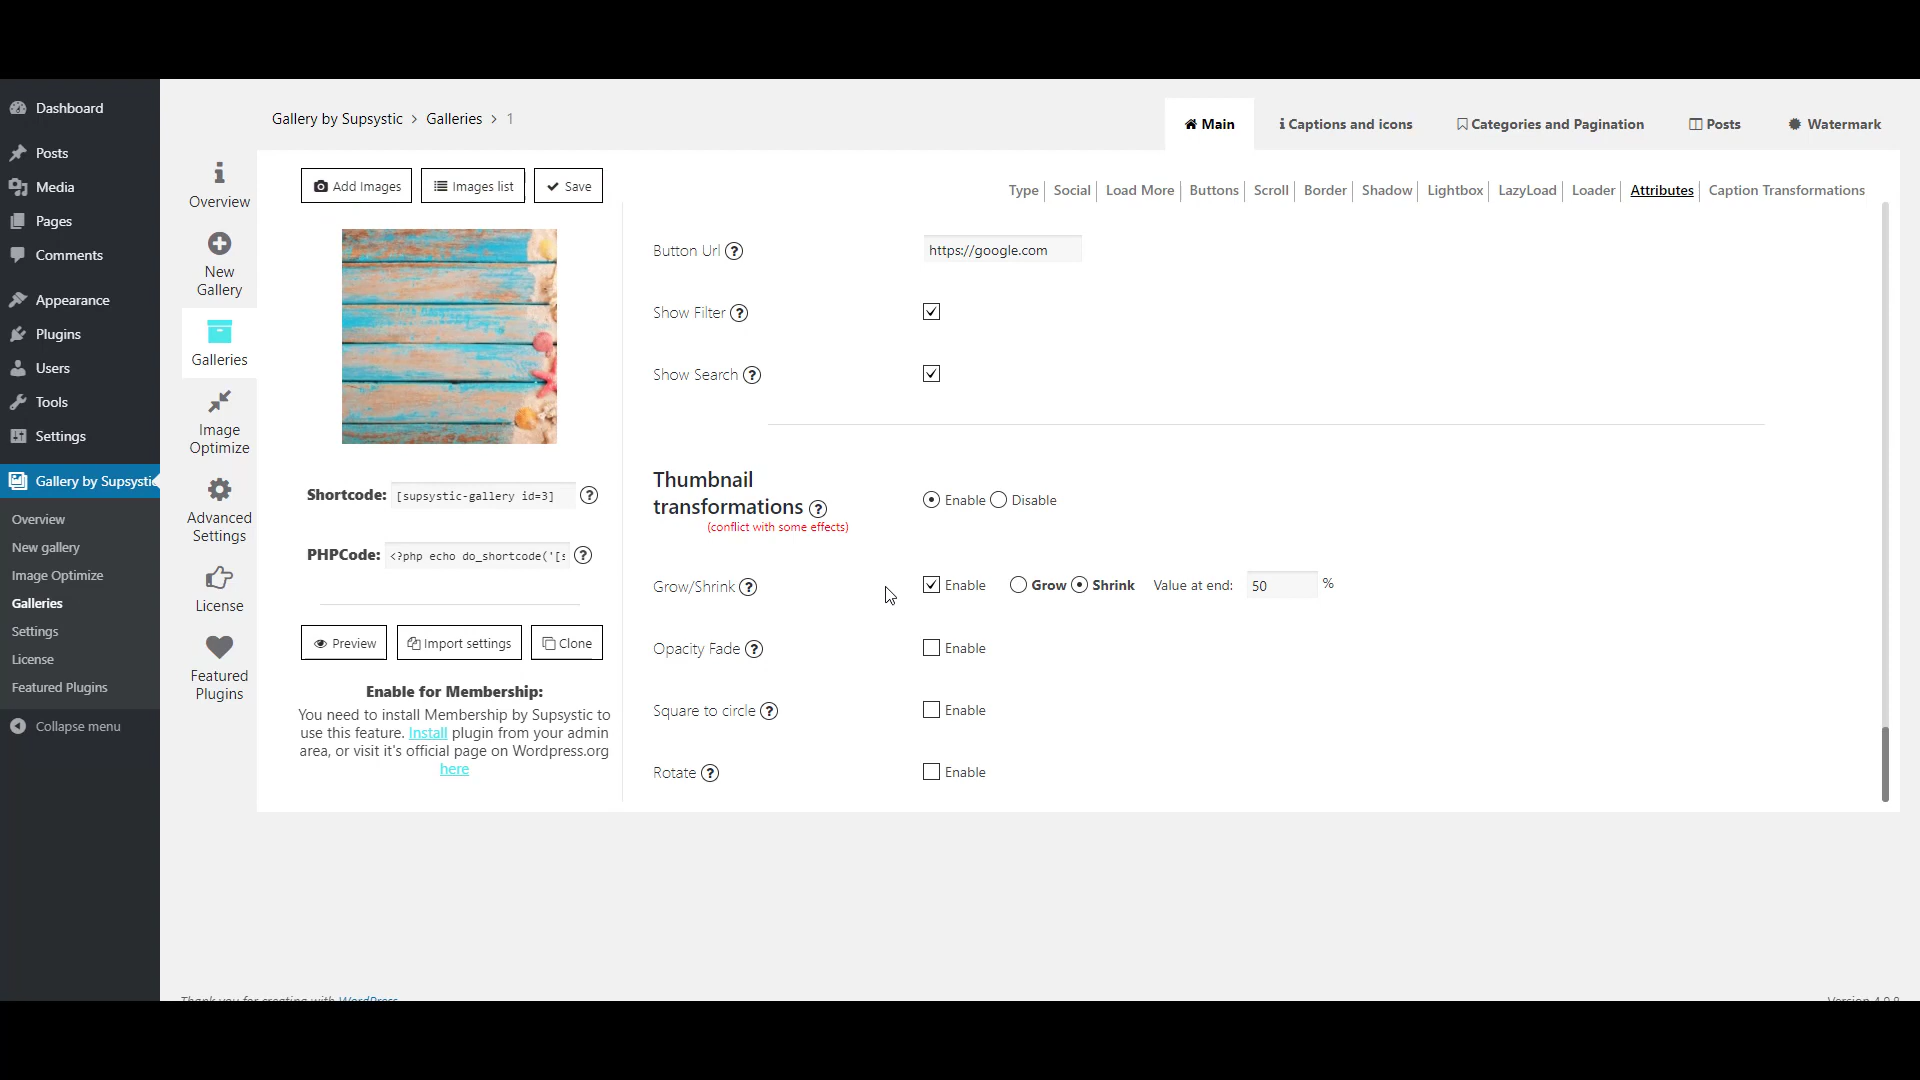 Dashboard
Posts
Media
Pages
Comments
Appearance
Plugins
Users
Tools
Settings
Gallery by Supsystic
Overview
New gallery
Image Optimize
Galleries
Settings
License
Featured Plugins
Collapse menu
Overview
New
Gallery
Galleries
Image
Optimize
Advanced
Settings
License
Featured
Plugins
Gallery by Supsystic > Galleries > 1
Main
Captions and icons
Categories and Pagination
Posts
Watermark
Add Images
Images list
Save
Type
Social
Load More
Buttons
Scroll
Border
Shadow
Lightbox
LazyLoad
Loader
Attributes
Caption Transformations
Shortcode: [supsystic-gallery id=3] ?
PHPCode: <?php echo do_shortcode('[s ?
Preview
Import settings
Clone
Enable for Membership:
You need to install Membership by Supsystic to
use this feature. Install plugin from your admin
area, or visit it's official page on Wordpress.org
here
Button Url ? https://google.com
Show Filter ?
Show Search ?
Thumbnail
transformations ?
(conflict with some effects)
Enable Disable
Grow/Shrink ? Enable Grow Shrink Value at end: 50 %
Opacity Fade ? Enable
Square to circle ? Enable
Rotate ? Enable
Thank you for creating with WordPress
Version 4.9.8